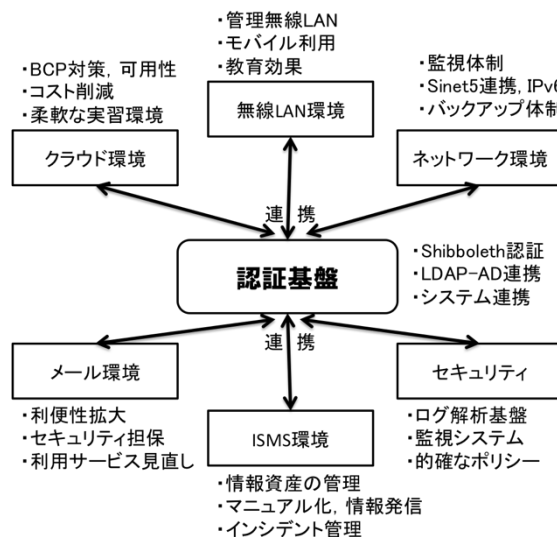 ・管理無線LAN
・モバイル利用
・教育効果
無線LAN環境
・BCP対策, 可用性
・コスト削減
・柔軟な実習環境
クラウド環境
・監視体制
・Sinet5連携, IPv6
・バックアップ体制
ネットワーク環境
連 携
認証基盤
・Shibboleth認証
・LDAP-AD連携
・システム連携
連 携
メール環境
・利便性拡大
・セキュリティ担保
・利用サービス見直し
ISMS環境
・情報資産の管理
・マニュアル化, 情報発信
・インシデント管理
セキュリティ
・ログ解析基盤
・監視システム
・的確なポリシー